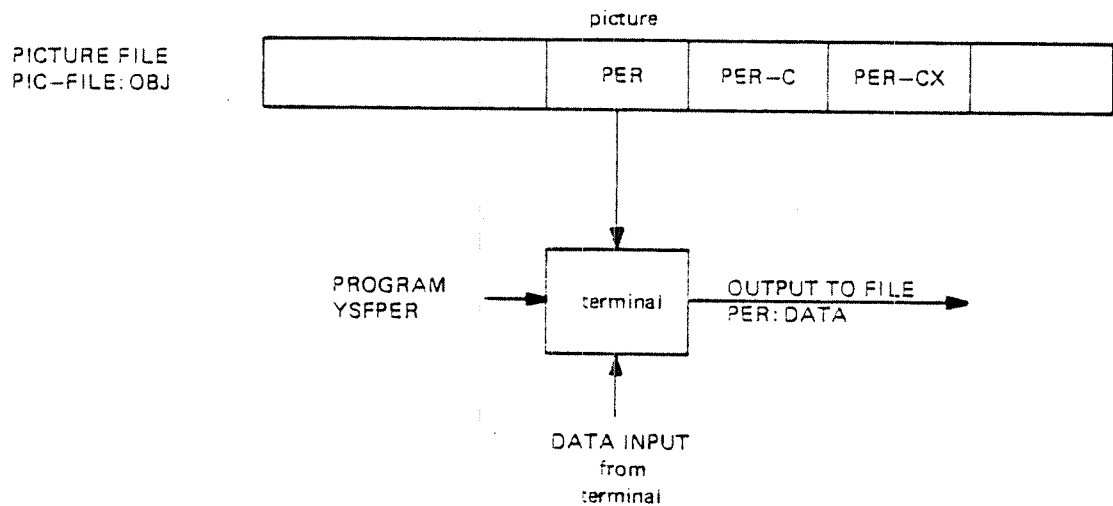 picture
PICTURE FILE
PIC-FILE:OBJ
PER
PER-C
PER-CX
PROGRAM
YSFPER
terminal
OUTPUT TO FILE
PER:DATA
DATA INPUT
from
terminal